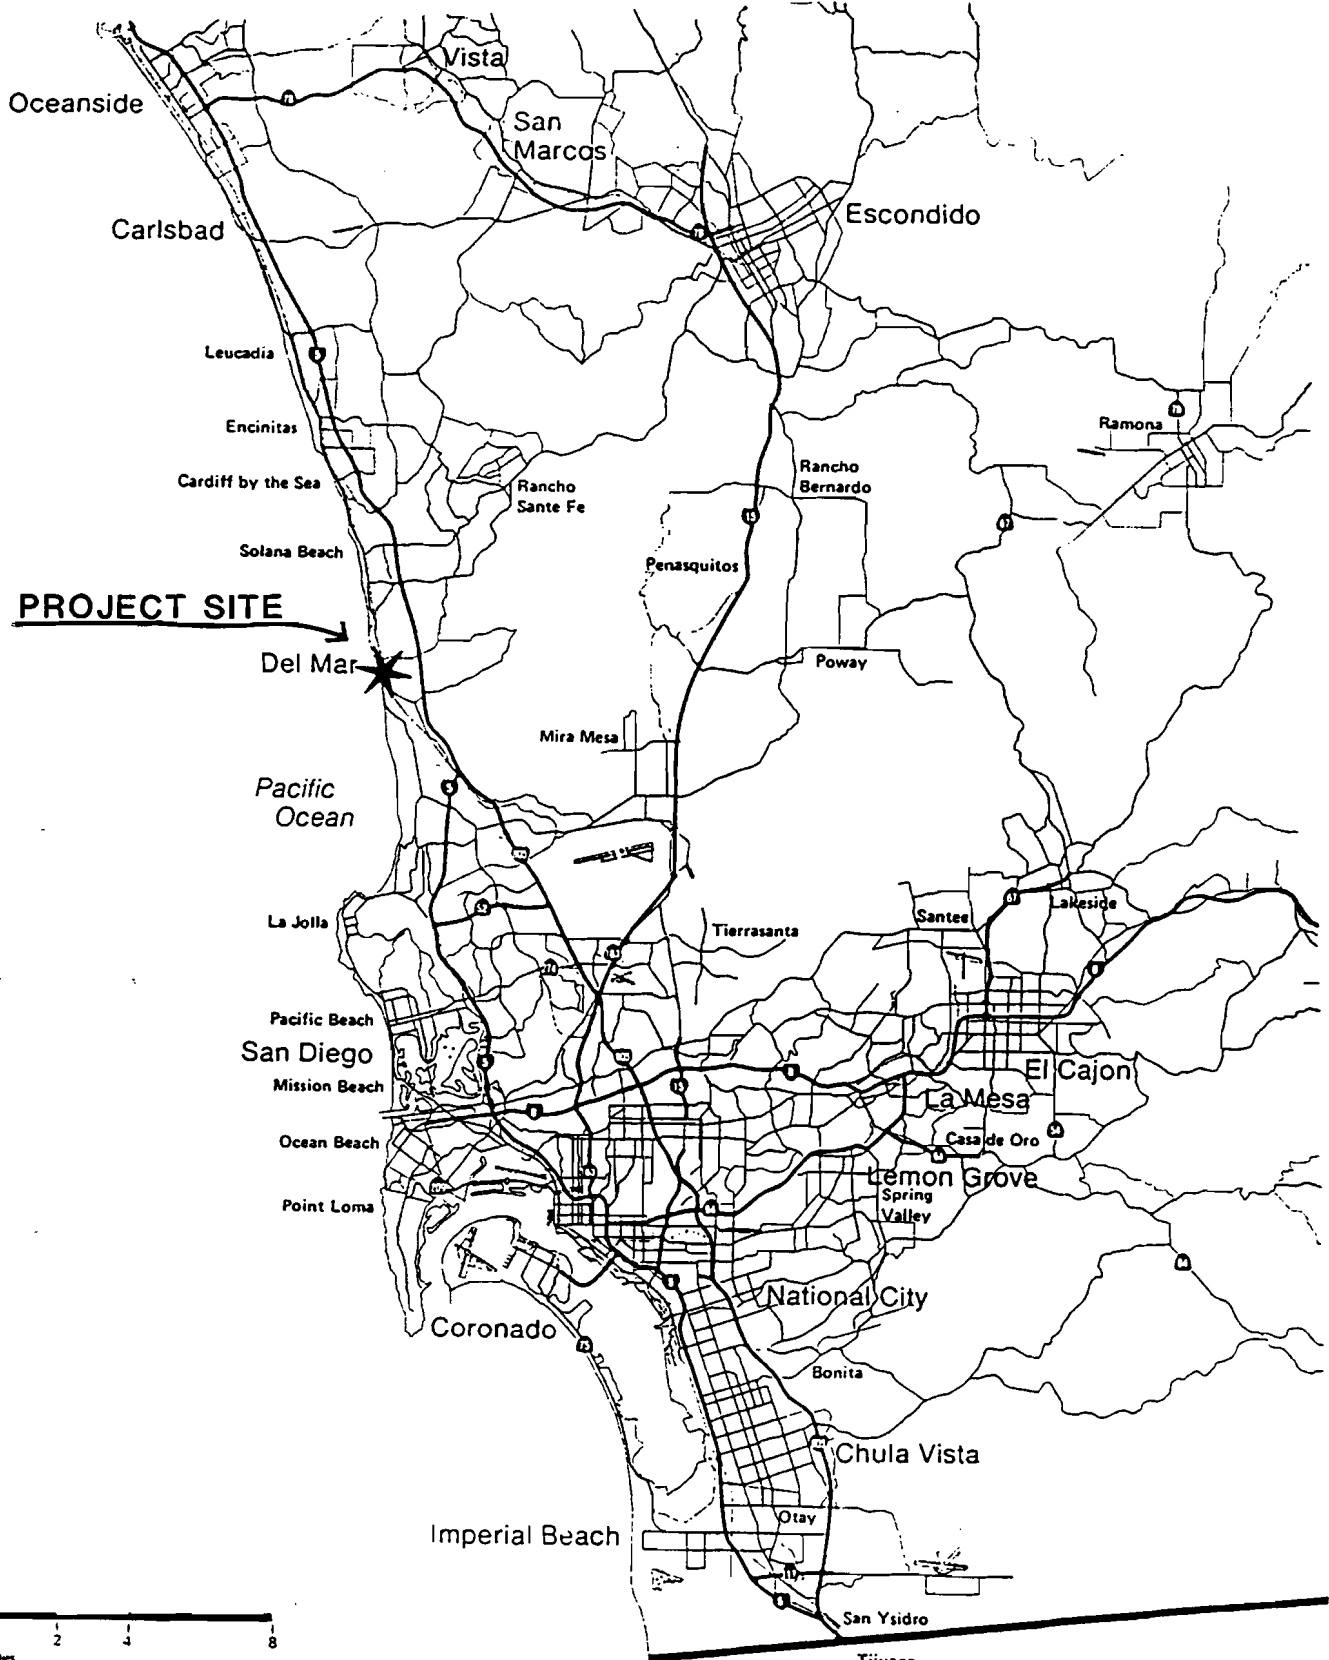 Vista
Oceanside
San
Marcos
Carlsbad
Escondido
Leucadia
5
Ramona
Encinitas
Rancho
Bernardo
Cardiff by the Sea
Rancho
Sante Fe
15
Solana Beach
Penasquitos
PROJECT SITE
Del Mar
Poway
Mira Mesa
Pacific
Ocean
5
Lakeside
Santee
La Jolla
Tierrasanta
Pacific Beach
San Diego
El Cajon
Mission Beach
La Mesa
Ocean Beach
Casa de Oro
Lemon Grove
Spring
Valley
Point Loma
National City
Coronado
Bonita
Chula Vista
Otay
Imperial Beach
San Ysidro
2 4 8